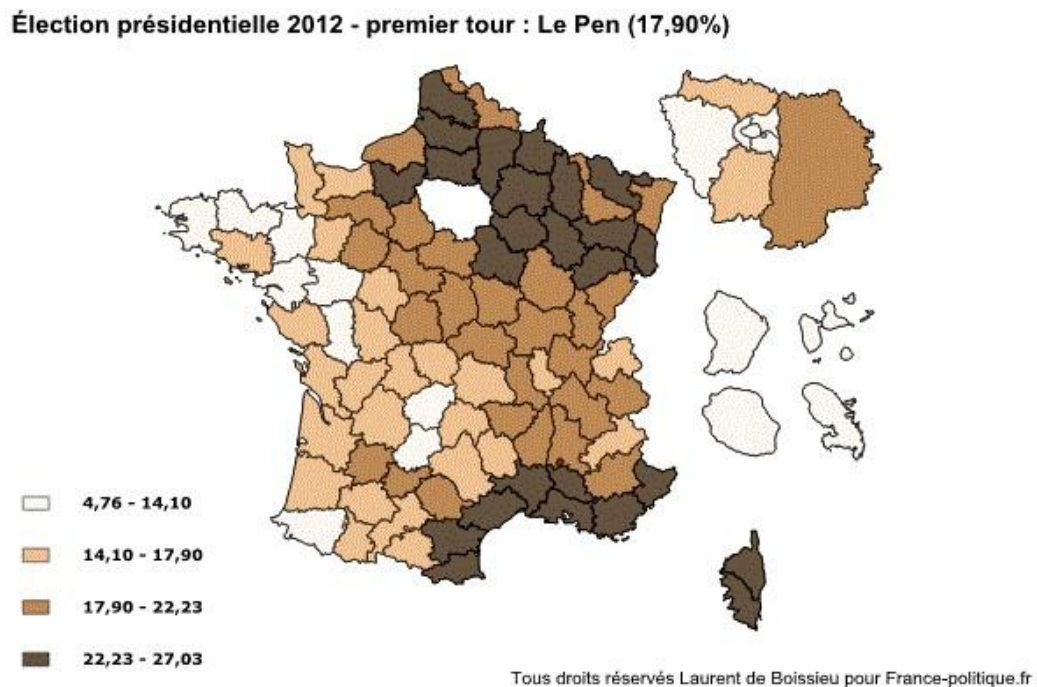 Élection présidentielle 2012 - premier tour : Le Pen (17,90%)
4,76 - 14,10
14,10 - 17,90
17,90 - 22,23
22,23 - 27,03
Tous droits réservés Laurent de Boissieu pour France-politique.fr